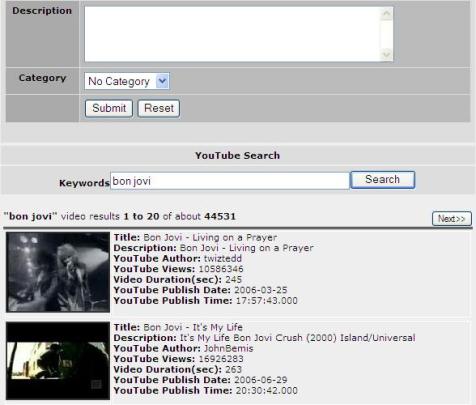 Description
Category No Category
Submit Reset
YouTube Search
Keywords bon jovi Search
"bon jovi" video results 1 to 20 of about 44531 Next>>
Title: Bon Jovi - Living on a Prayer
Description: Bon Jovi - Living on a Prayer
YouTube Author: twiztedd
YouTube Views: 10586346
Video Duration(sec): 245
YouTube Publish Date: 2006-03-25
YouTube Publish Time: 17:57:43.000
Title: Bon Jovi - It's My Life
Description: It's My Life Bon Jovi Crush (2000) Island/Universal
YouTube Author: JohnBemis
YouTube Views: 16926283
Video Duration(sec): 263
YouTube Publish Date: 2006-06-29
YouTube Publish Time: 20:30:42.000